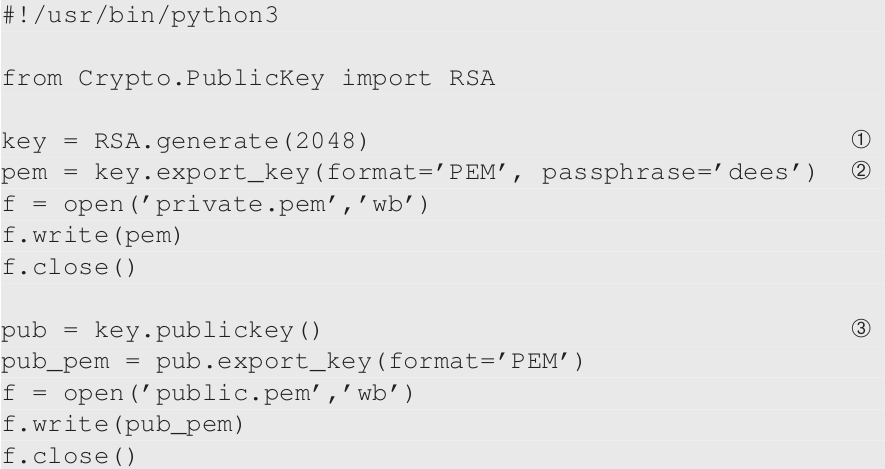 #!/usr/bin/python3
from Crypto.PublicKey import RSA
key = RSA.generate(2048) ①
pem = key.export_key(format='PEM', passphrase='dees') ②
f = open('private.pem','wb')
f.write(pem)
f.close()
pub = key.publickey() ③
pub_pem = pub.export_key(format='PEM')
f = open('public.pem','wb')
f.write(pub_pem)
f.close()